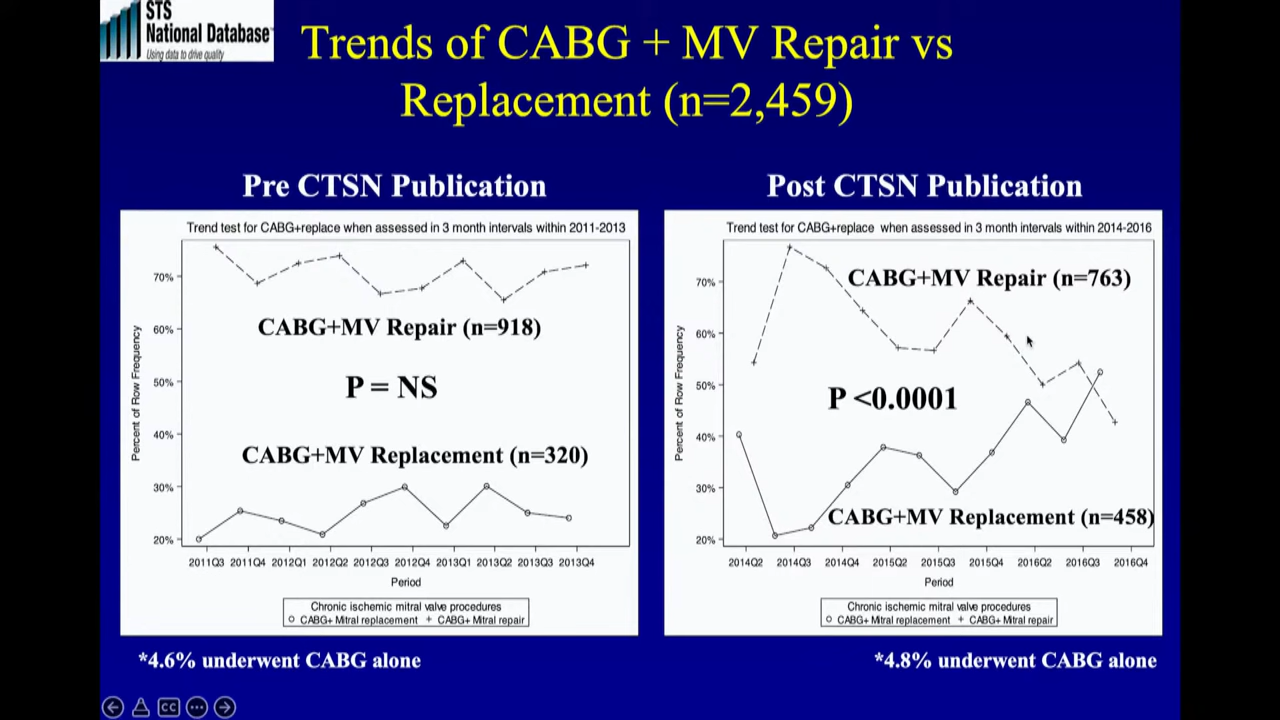 STS
National Database™
Using data to drive quality
Trends of CABG + MV Repair vs
Replacement (n=2,459)
Pre CTSN Publication
Trend test for CABG+replace when assessed in 3 month intervals within 2011-2013
Percent of Row Frequency
70%
60%
50%
40%
30%
20%
CABG+MV Repair (n=918)
P = NS
CABG+MV Replacement (n=320)
2011Q3 2011Q4 2012Q1 2012Q2 2012Q3 2012Q4 2013Q1 2013Q2 2013Q3 2013Q4
Period
Chronic ischemic mitral valve procedures
CABG+ Mitral replacement + CABG+ Mitral repair
*4.6% underwent CABG alone
Post CTSN Publication
Trend test for CABG+replace when assessed in 3 month intervals within 2014-2016
Percent of Row Frequency
70%
60%
50%
40%
30%
20%
CABG+MV Repair (n=763)
P <0.0001
CABG+MV Replacement (n=458)
2014Q2 2014Q3 2014Q4 2015Q2 2015Q3 2015Q4 2016Q2 2016Q3 2016Q4
Period
Chronic ischemic mitral valve procedures
CABG+ Mitral replacement + CABG+ Mitral repair
*4.8% underwent CABG alone
CC